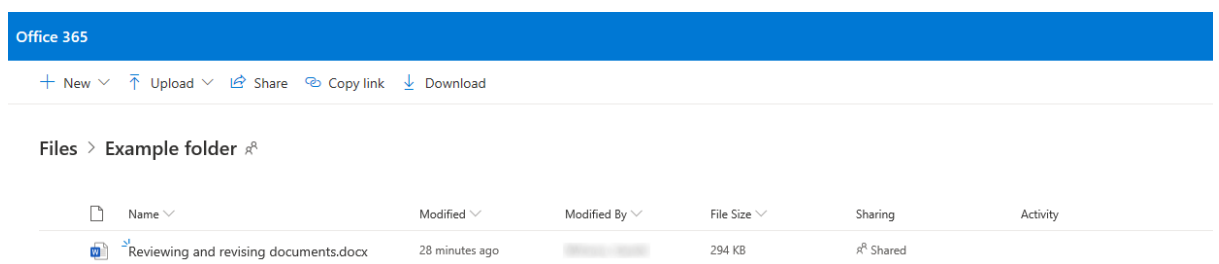 Office 365
New Upload Share Copy link Download
Files > Example folder
Name Modified Modified By File Size Sharing Activity
Reviewing and revising documents.docx 28 minutes ago 294 KB Shared